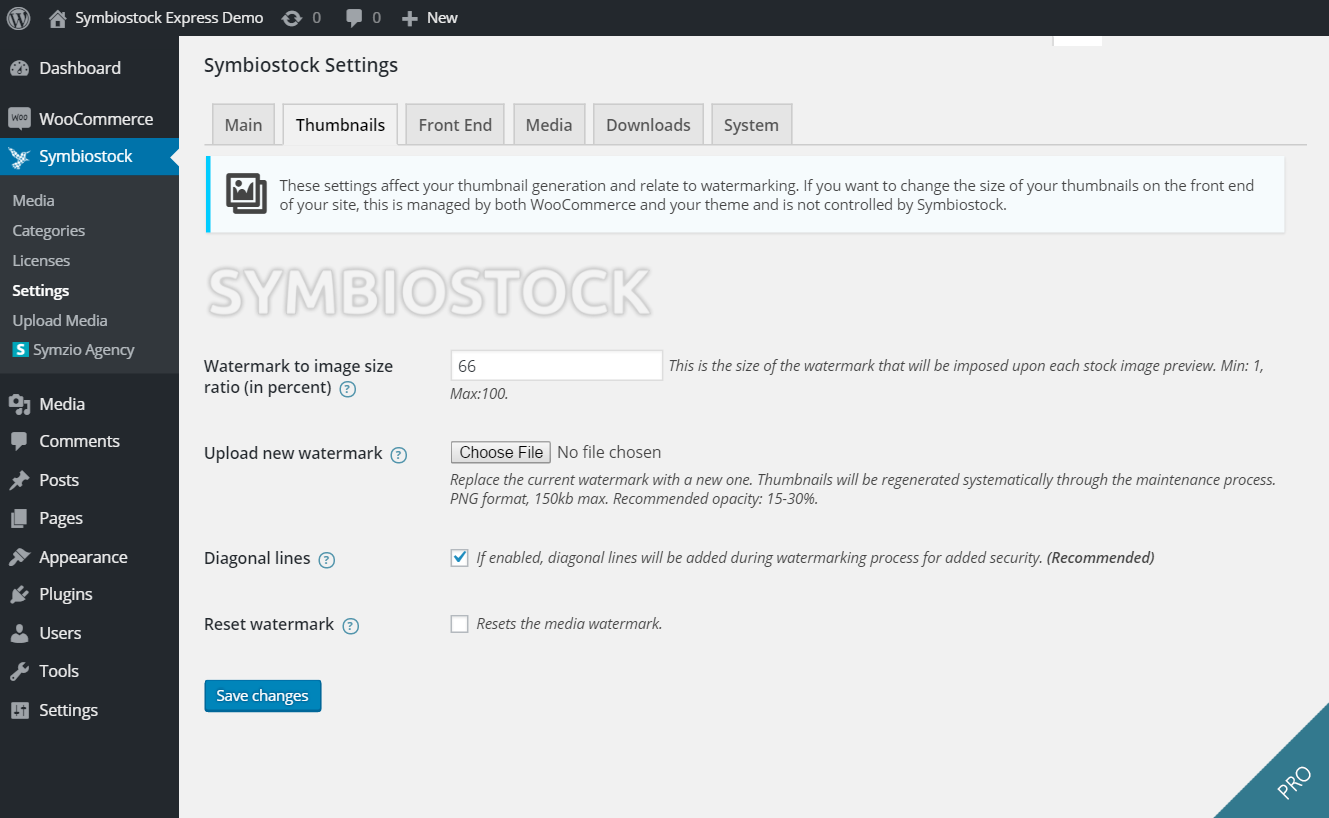 Symbiostock Express Demo 0 0 New
Dashboard
WOO WooCommerce
Symbiostock
Media
Categories
Licenses
Settings
Upload Media
S Symzio Agency
Media
Comments
Posts
Pages
Appearance
Plugins
Users
Tools
Settings
Symbiostock Settings
Main Thumbnails Front End Media Downloads System
These settings affect your thumbnail generation and relate to watermarking. If you want to change the size of your thumbnails on the front end
of your site, this is managed by both WooCommerce and your theme and is not controlled by Symbiostock.
SYMBIOSTOCK
Watermark to image size
ratio (in percent) ?
66 This is the size of the watermark that will be imposed upon each stock image preview. Min: 1,
Max:100.
Upload new watermark ?
Choose File No file chosen
Replace the current watermark with a new one. Thumbnails will be regenerated systematically through the maintenance process.
PNG format, 150kb max. Recommended opacity: 15-30%.
Diagonal lines ?
If enabled, diagonal lines will be added during watermarking process for added security. (Recommended)
Reset watermark ?
Resets the media watermark.
Save changes
PRO